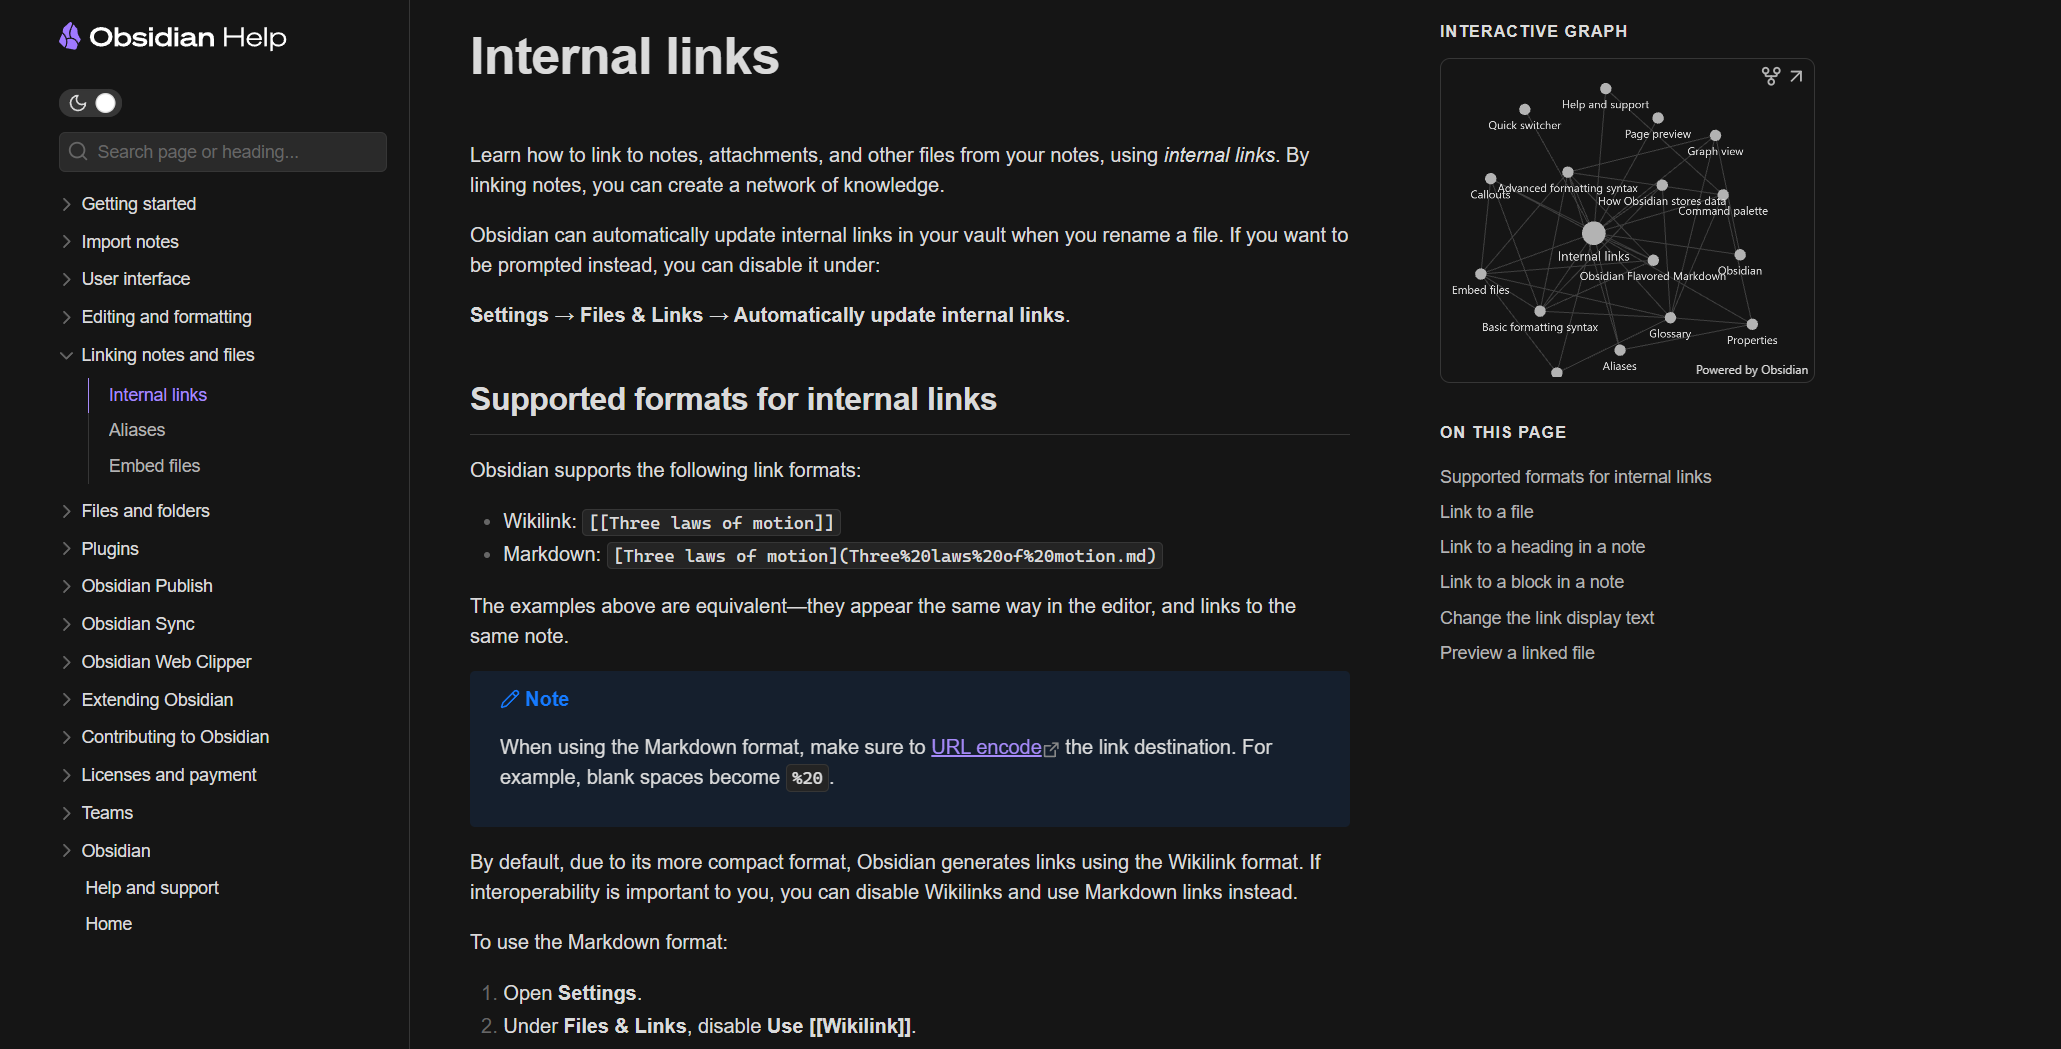 Obsidian Help
Search page or heading...
Getting started
Import notes
User interface
Editing and formatting
Linking notes and files
Internal links
Aliases
Embed files
Files and folders
Plugins
Obsidian Publish
Obsidian Sync
Obsidian Web Clipper
Extending Obsidian
Contributing to Obsidian
Licenses and payment
Teams
Obsidian
Help and support
Home
Internal links
Learn how to link to notes, attachments, and other files from your notes, using internal links. By
linking notes, you can create a network of knowledge.
Obsidian can automatically update internal links in your vault when you rename a file. If you want to
be prompted instead, you can disable it under:
Settings → Files & Links → Automatically update internal links.
Supported formats for internal links
Obsidian supports the following link formats:
• Wikilink: [[Three laws of motion]]
• Markdown: [Three laws of motion](Three%20laws%20of%20motion.md)
The examples above are equivalent—they appear the same way in the editor, and links to the
same note.
Note
When using the Markdown format, make sure to URL encode the link destination. For
example, blank spaces become %20.
By default, due to its more compact format, Obsidian generates links using the Wikilink format. If
interoperability is important to you, you can disable Wikilinks and use Markdown links instead.
To use the Markdown format:
1. Open Settings.
2. Under Files & Links, disable Use [[Wikilink]].
INTERACTIVE GRAPH
Help and support
Quick switcher
Page preview
Graph view
Callouts
Advanced formatting syntax
How Obsidian stores data
Command palette
Internal links
Obsidian Flavored Markdown
Obsidian
Embed files
Basic formatting syntax
Glossary
Properties
Aliases
Powered by Obsidian
ON THIS PAGE
Supported formats for internal links
Link to a file
Link to a heading in a note
Link to a block in a note
Change the link display text
Preview a linked file